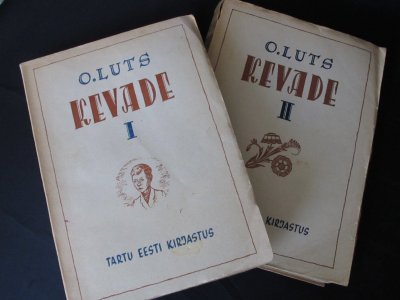 O.LUTS
KEVADE
I
TARTU EESTI KIRJASTUS
O.LUTS
KEVADE
II
KIRJASTUS